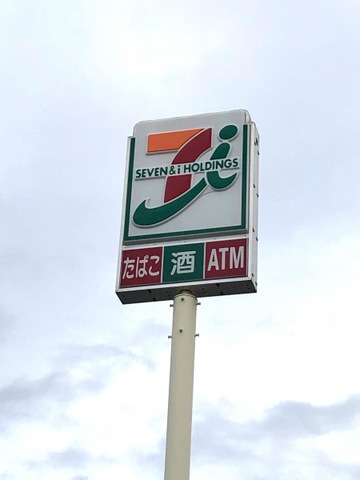 SEVEN & i HOLDINGS
たばこ 酒 ATM